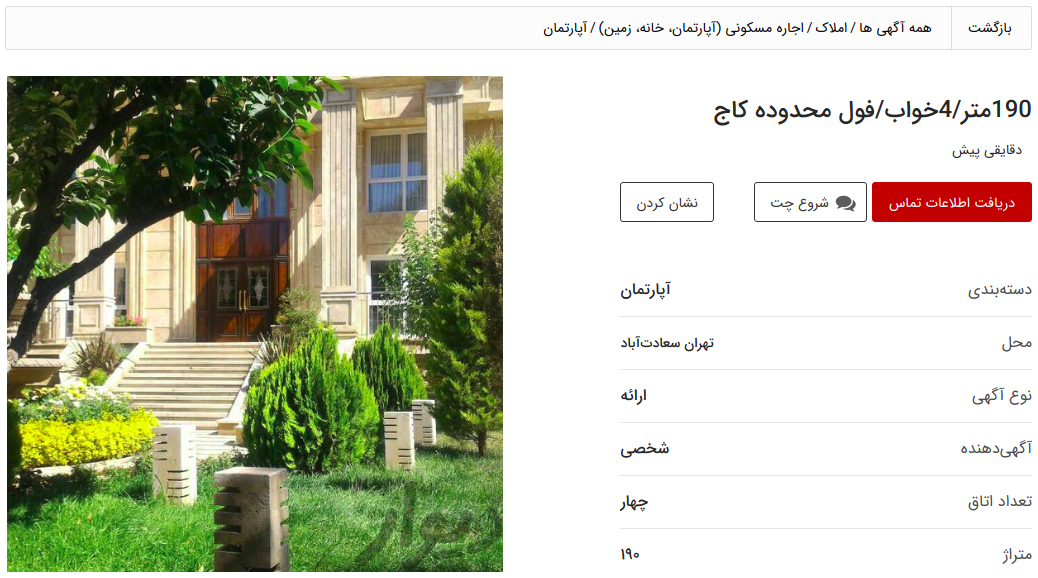 بازگشت
همه آگهی ها / املاک / اجاره مسکونی (آپارتمان، خانه، زمین) / آپارتمان
190متر/4خواب/فول محدوده کاج
دقایقی پیش
دریافت اطلاعات تماس
شروع چت
نشان کردن
دسته‌بندی
آپارتمان
محل
تهران سعادت‌آباد
نوع آگهی
ارائه
آگهی‌دهنده
شخصی
تعداد اتاق
چهار
متراژ
۱۹۰
دیوار